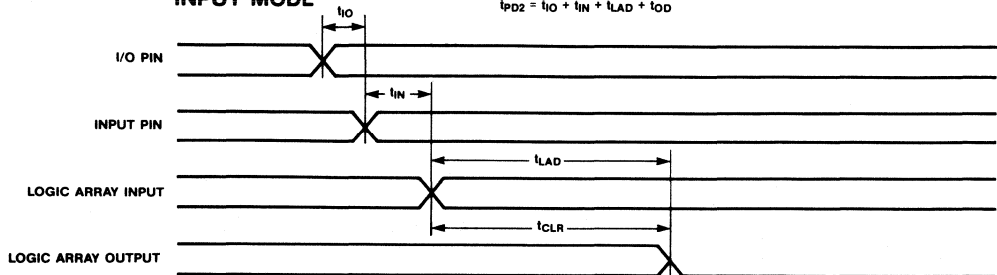 INPUT MODE
tPD2 = tIO + tIN + tLAD + tOD
tIO
I/O PIN
tIN
INPUT PIN
tLAD
LOGIC ARRAY INPUT
tCLR
LOGIC ARRAY OUTPUT